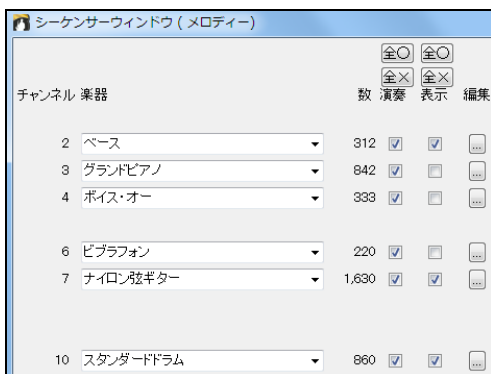 シーケンサーウィンドウ ( メロディー)
全○ 全○
全× 全×
チャンネル 楽器 数 演奏 表示 編集
2 ベース 312 ...
3 グランドピアノ 842 ...
4 ボイス・オー 333 ...
6 ビブラフォン 220 ...
7 ナイロン弦ギター 1,630 ...
10 スタンダードドラム 860 ...